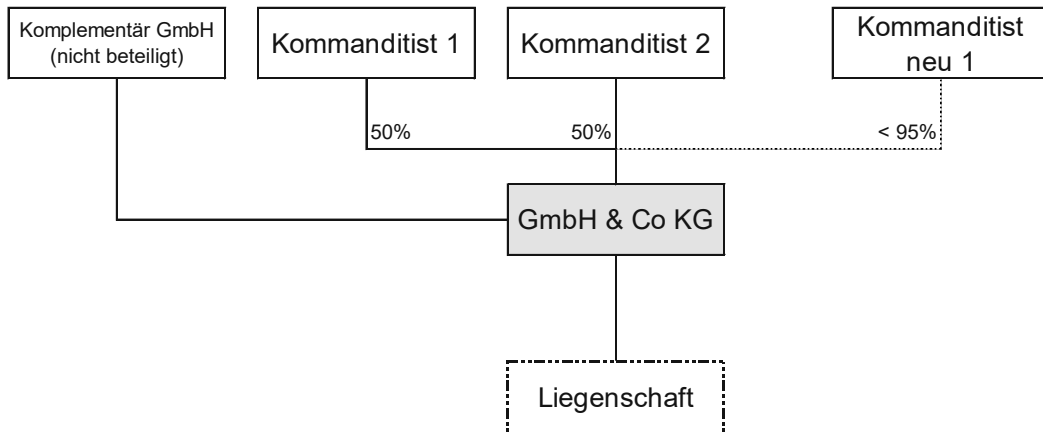 Komplementär GmbH
(nicht beteiligt)
Kommanditist 1
Kommanditist 2
Kommanditist
neu 1
50%
50%
< 95%
GmbH & Co KG
Liegenschaft